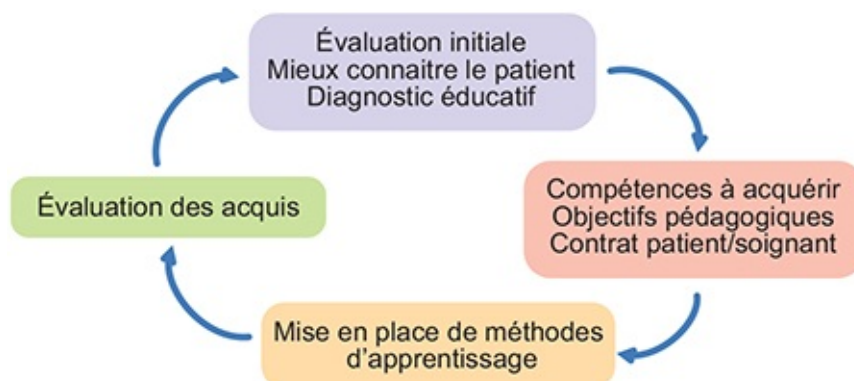 Évaluation initiale
Mieux connaitre le patient
Diagnostic éducatif
Compétences à acquérir
Objectifs pédagogiques
Contrat patient/soignant
Mise en place de méthodes
d'apprentissage
Évaluation des acquis